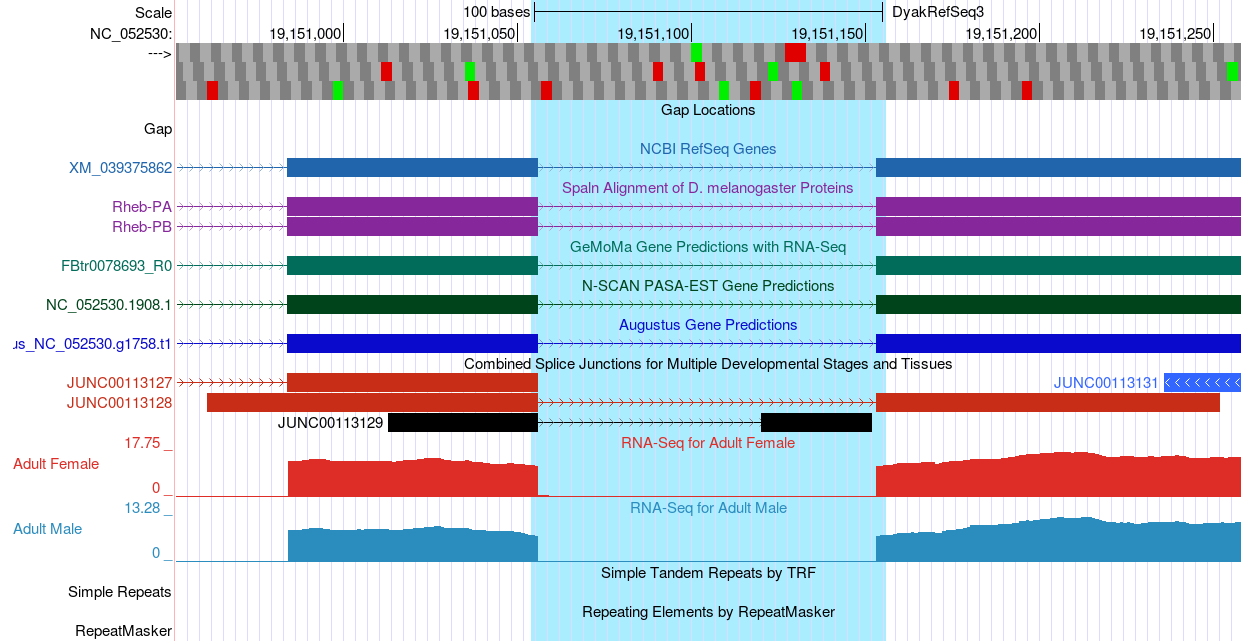 Scale 100 bases DyakRefSeq3
NC_052530: 19,151,000 19,151,050 19,151,100 19,151,150 19,151,200 19,151,250
--->
Gap Locations
Gap
NCBI RefSeq Genes
XM_039375862
Spaln Alignment of D. melanogaster Proteins
Rheb-PA
Rheb-PB
GeMoMa Gene Predictions with RNA-Seq
FBtr0078693_R0
N-SCAN PASA-EST Gene Predictions
NC_052530.1908.1
Augustus Gene Predictions
us_NC_052530.g1758.t1
Combined Splice Junctions for Multiple Developmental Stages and Tissues
JUNC00113127 JUNC00113131
JUNC00113128
JUNC00113129
17.75 _ RNA-Seq for Adult Female
Adult Female
0 _
13.28 _ RNA-Seq for Adult Male
Adult Male
0 _
Simple Tandem Repeats by TRF
Simple Repeats
Repeating Elements by RepeatMasker
RepeatMasker